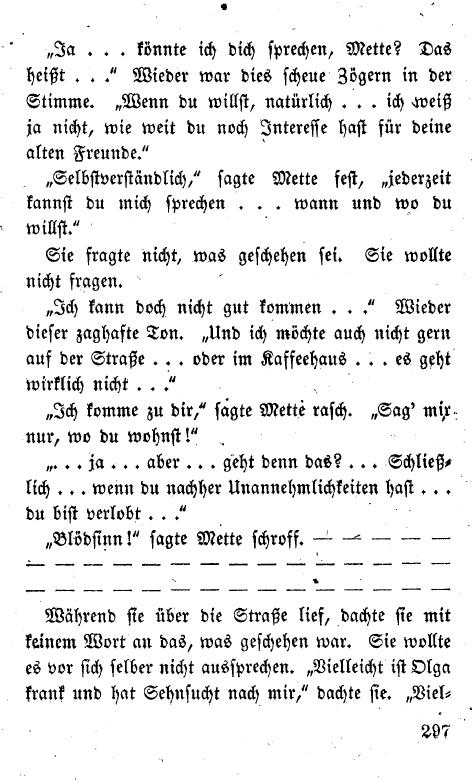 „Ja . . . könnte ich dich sprechen, Mette? Das
heißt . . .“ Wieder war dies scheue Zögern in der
Stimme. „Wenn du willst, natürlich . . . ich weiß
ja nicht, wie weit du noch Interesse hast für deine
alten Freunde.“
„Selbstverständlich,“ sagte Mette fest, „jederzeit
kannst du mich sprechen . . . wann und wo du
willst.“
Sie fragte nicht, was geschehen sei. Sie wollte
nicht fragen.
„Ich kann doch nicht gut kommen . . .“ Wieder
dieser zaghafte Ton. „Und ich möchte auch nicht gern
auf der Straße . . . oder im Kaffeehaus . . . es geht
wirklich nicht . . .“
„Ich komme zu dir,“ sagte Mette rasch. „Sag’ mir
nur, wo du wohnst!“
„. . . ja . . . aber . . . geht denn das? . . . Schließ-
lich . . . wenn du nachher Unannehmlichkeiten hast . . .
du bist verlobt . . .“
„Blödsinn!“ sagte Mette schroff. — — — — —
— — — — — — — — — — — — — —
— — — — — — — — — — — — — —
Während sie über die Straße lief, dachte sie mit
keinem Wort an das, was geschehen war. Sie wollte
es vor sich selber nicht aussprechen. „Vielleicht ist Olga
krank und hat Sehnsucht nach mir,“ dachte sie. „Viel-
297